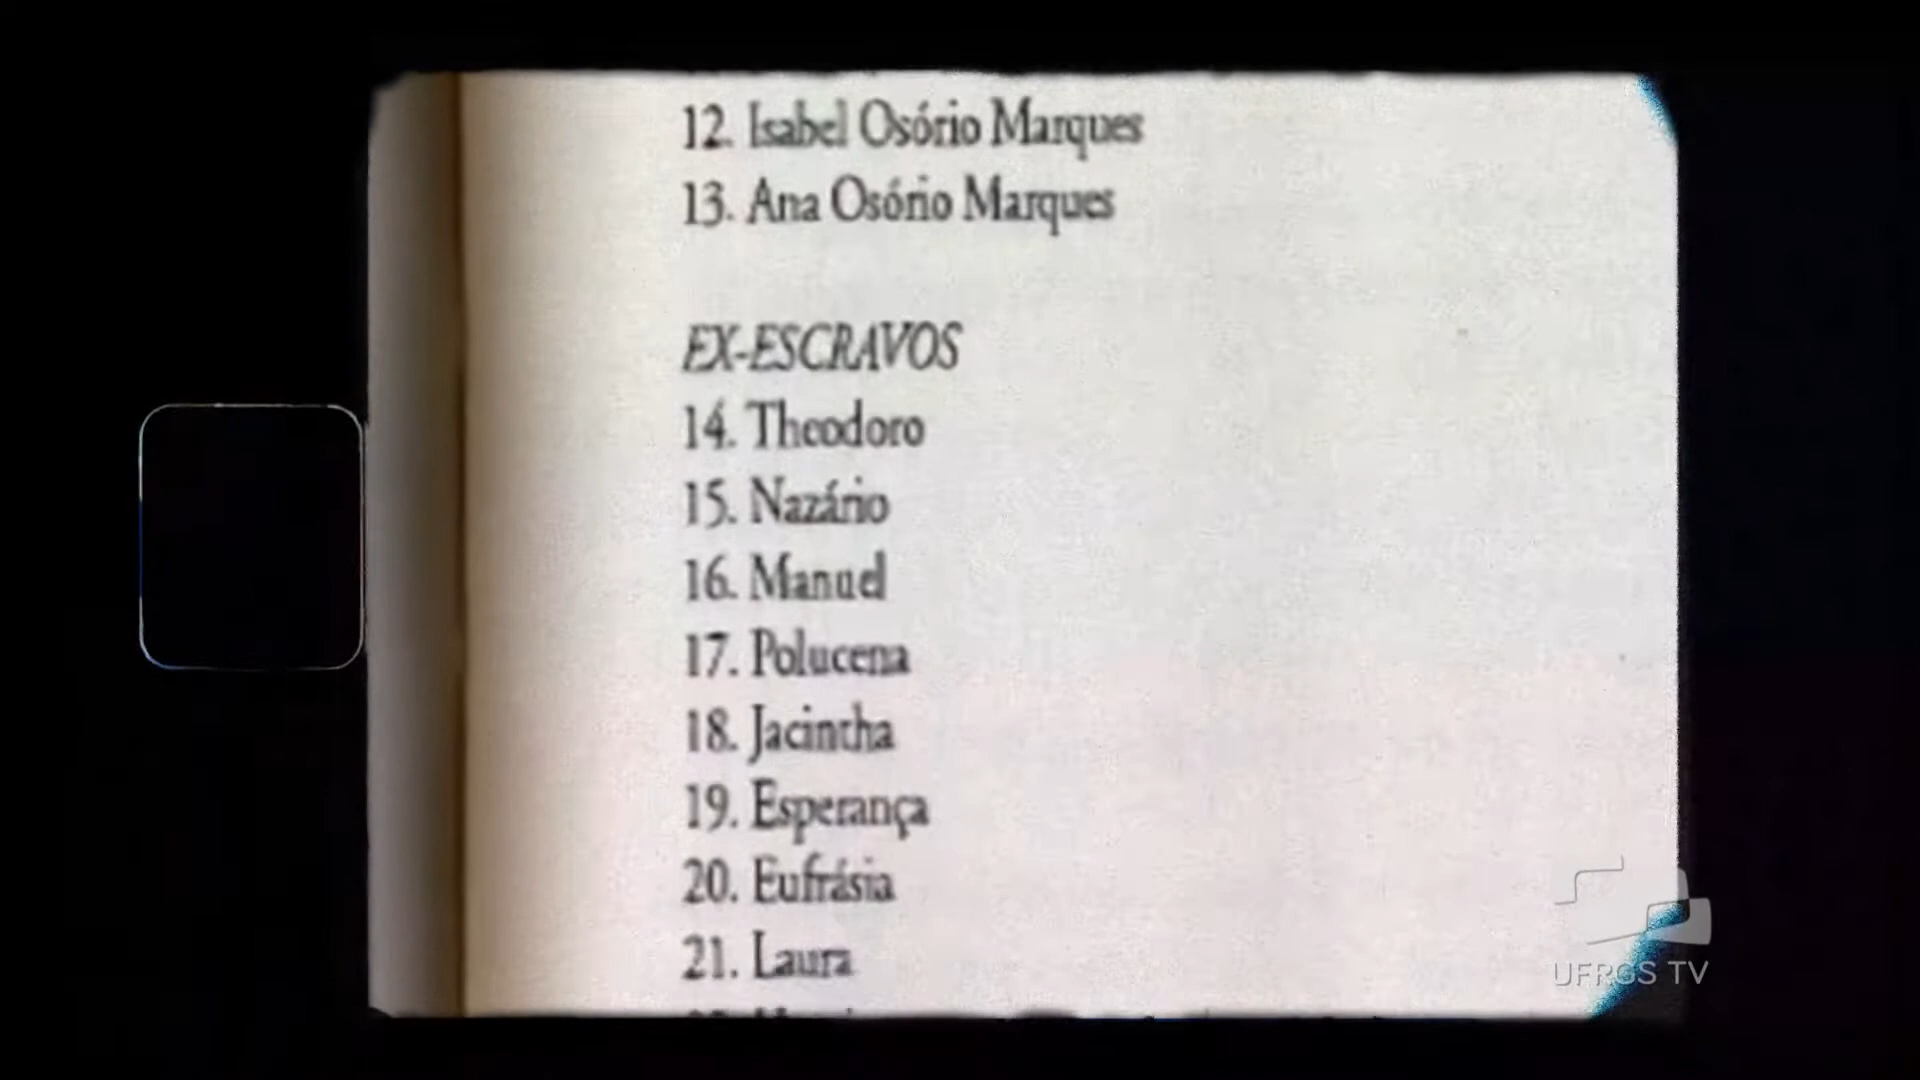 12. Isabel Osório Marques
13. Ana Osório Marques
EX-ESCRAVOS
14. Theodoro
15. Nazário
16. Manuel
17. Polucena
18. Jacintha
19. Esperança
20. Eufrásia
21. Laura
UFRGS TV